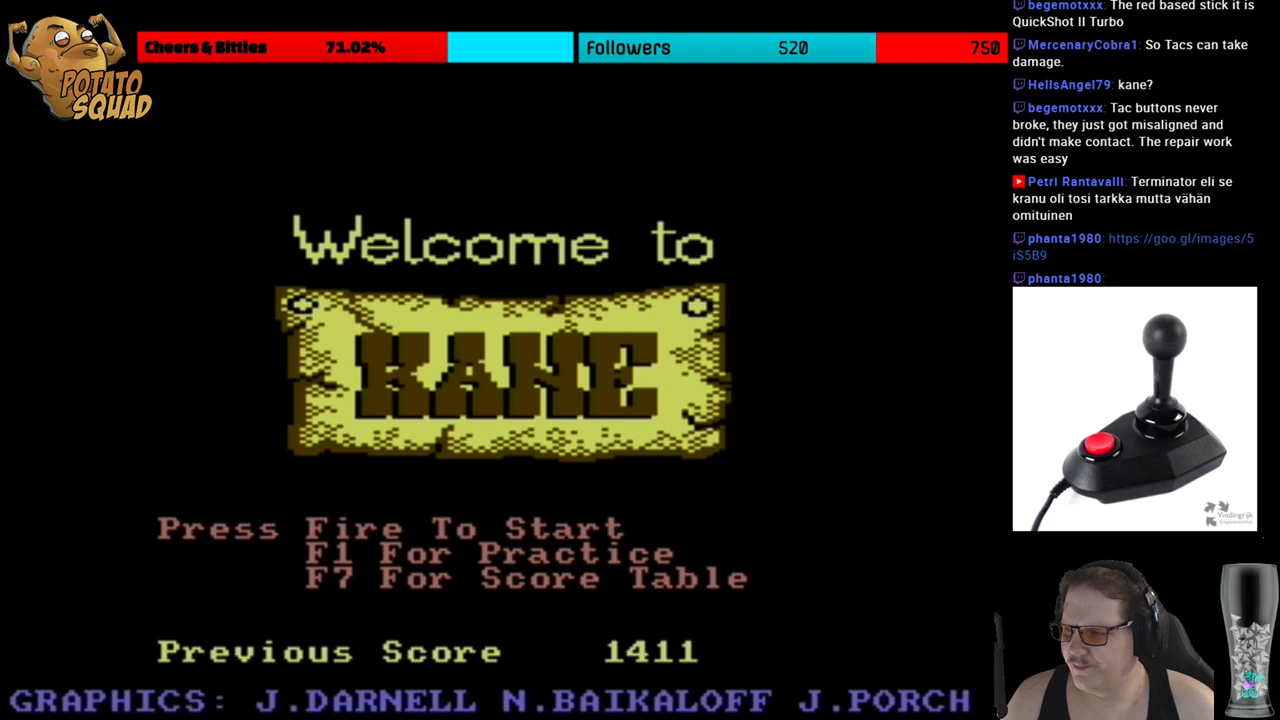 POTATO
SQUAD
Cheers & Bitties 71.02%
Followers 520 750
Welcome to
KANE
Press Fire To Start
F1 For Practice
F7 For Score Table
Previous Score 1411
GRAPHICS: J.DARNELL N.BAIKALOFF J.PORCH
begemotxxx: The red based stick it is
QuickShot II Turbo
MercenaryCobra1: So Tacs can take
damage.
HellsAngel79: kane?
begemotxxx: Tac buttons never
broke, they just got misaligned and
didn't make contact. The repair work
was easy
Petri Rantavalli: Terminator eli se
kranu oli tosi tarkka mutta vähän
omituinen
phanta1980: https://goo.gl/images/5
iS5B9
phanta1980:
Vindingrijk